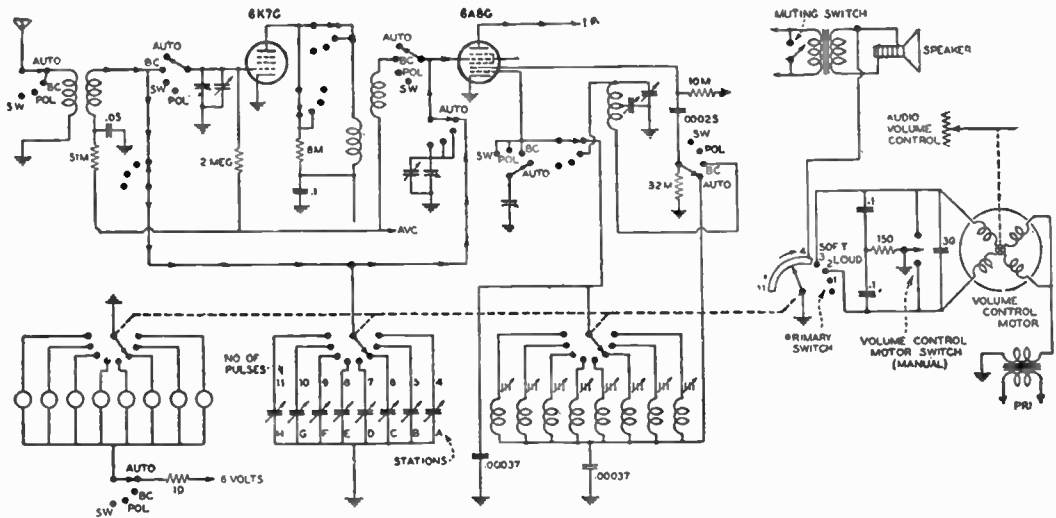 6K7G
6A8G
I.F.
MUTING SWITCH
SPEAKER
AUTO
BC
POL
SW
AUTO
BC
SW
POL
AUTO
BC
POL
SW
AUTO
.05
51M
2 MEG
8M
.1
AVC
SW
POL
BC
AUTO
10M
.00025
SW
POL
BC
AUTO
32M
AUDIO
VOLUME
CONTROL
4
3
2
1
11
SOFT
LOUD
.1
.1
150
30
VOLUME
CONTROL
MOTOR
PRIMARY
SWITCH
VOLUME CONTROL
MOTOR SWITCH
(MANUAL)
PRI
NO OF
PULSES
11
10
9
8
7
6
5
4
H
G
F
E
D
C
B
A
STATIONS
.00037
.00037
AUTO
BC
POL
SW
10
6 VOLTS